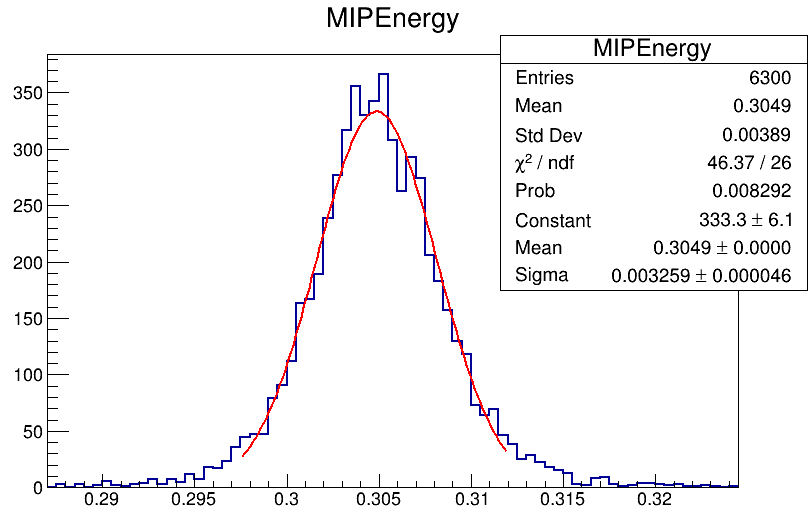 MIPEnergy
MIPEnergy
Entries 6300
Mean 0.3049
Std Dev 0.00389
χ² / ndf 46.37 / 26
Prob 0.008292
Constant 333.3 ± 6.1
Mean 0.3049 ± 0.0000
Sigma 0.003259 ± 0.000046
350
300
250
200
150
100
50
0
0.29 0.295 0.3 0.305 0.31 0.315 0.32